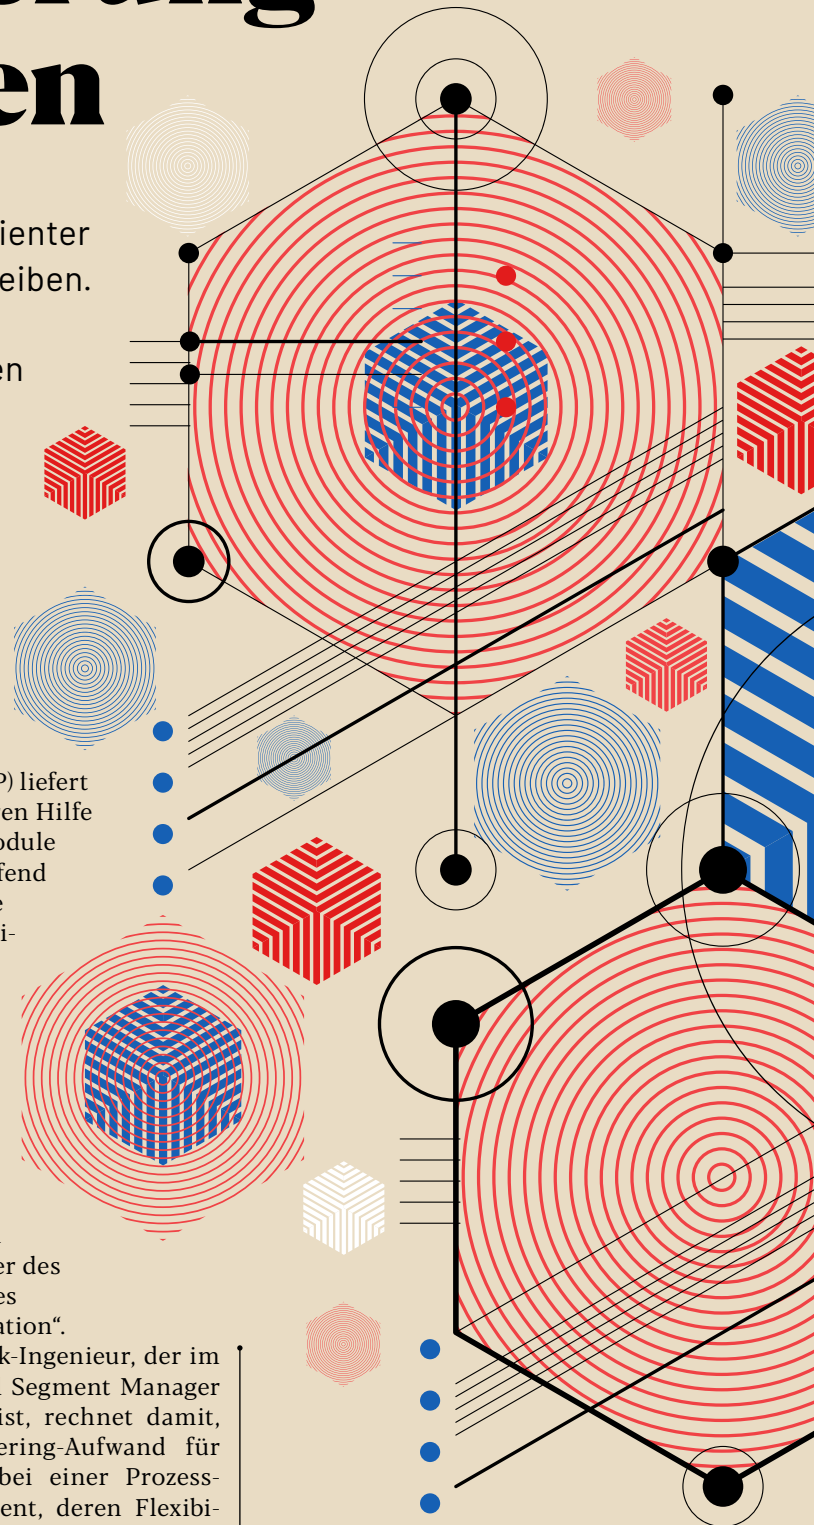 erung
en
ienter
eiben.
en
P) liefert
en Hilfe
odule
fend
e
i-
er des
es
ation“.
k-Ingenieur, der im
Segment Manager
ist, rechnet damit,
ering-Aufwand für
bei einer Prozess-
ent, deren Flexibi-